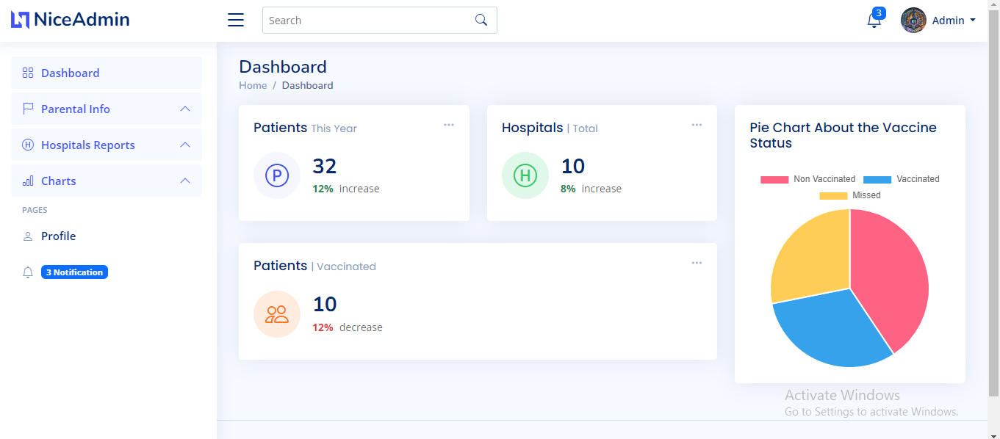 NiceAdmin
Search
3
Admin
Dashboard
Parental Info
Hospitals Reports
Charts
PAGES
Profile
3 Notification
Dashboard
Home / Dashboard
Patients This Year
P
32
12% increase
Hospitals | Total
H
10
8% increase
Patients | Vaccinated
10
12% decrease
Pie Chart About the Vaccine
Status
Non Vaccinated
Vaccinated
Missed
Activate Windows
Go to Settings to activate Windows.